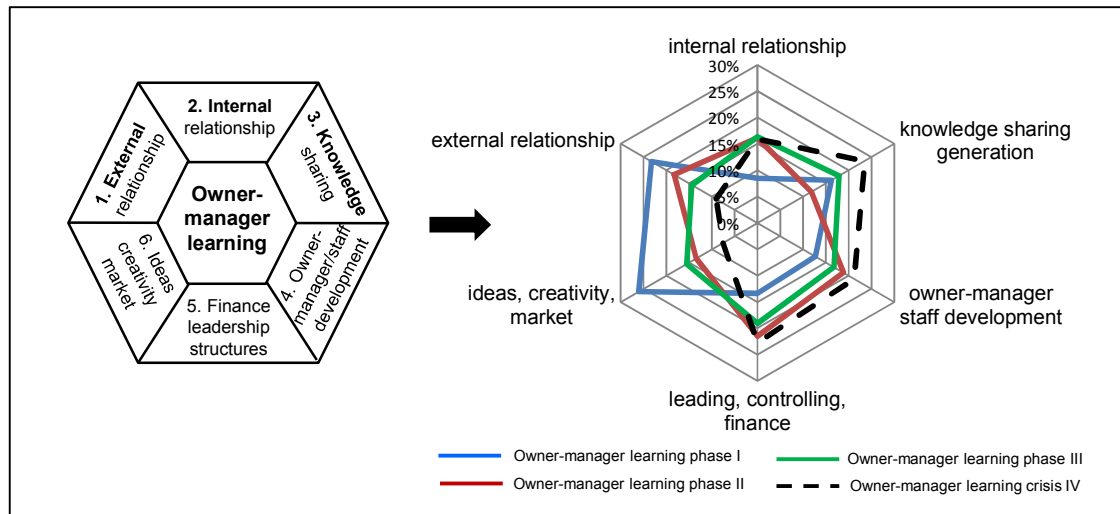 2. Internal
relationship
3. Knowledge
sharing
1. External
relationship
Owner-
manager
learning
4. Owner-
manager/staff
development
6. Ideas
creativity
market
5. Finance
leadership
structures
internal relationship
30%
25%
20%
15%
10%
5%
0%
external relationship
knowledge sharing
generation
ideas, creativity,
market
owner-manager
staff development
leading, controlling,
finance
Owner-manager learning phase I
Owner-manager learning phase III
Owner-manager learning phase II
Owner-manager learning crisis IV